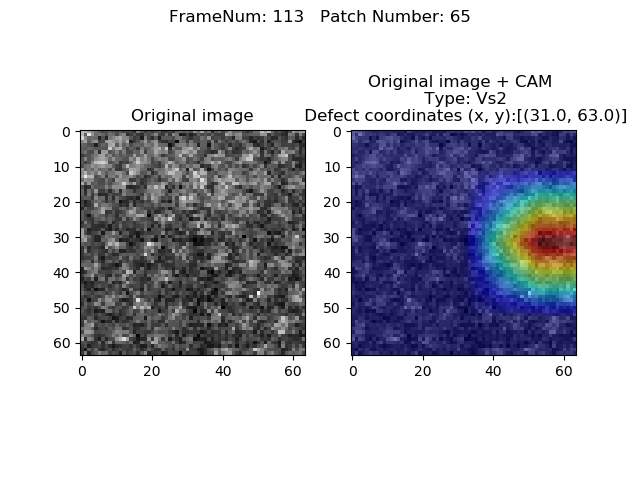 FrameNum: 113   Patch Number: 65
Original image
Original image + CAM
Type: Vs2
Defect coordinates (x, y):[(31.0, 63.0)]
0
10
20
30
40
50
60
0 20 40 60
0
10
20
30
40
50
60
0 20 40 60